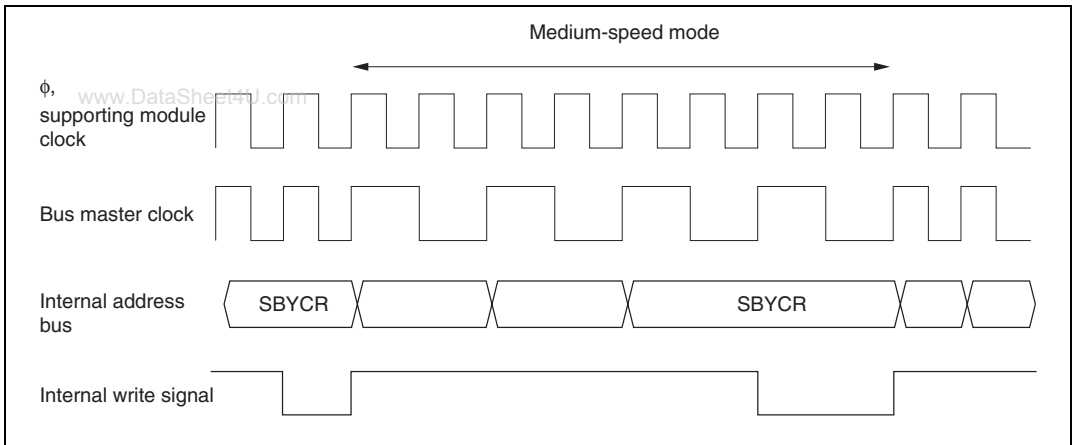 Medium-speed mode
ϕ,
www.DataSheet4U.com
supporting module
clock
Bus master clock
Internal address
bus
SBYCR
SBYCR
Internal write signal